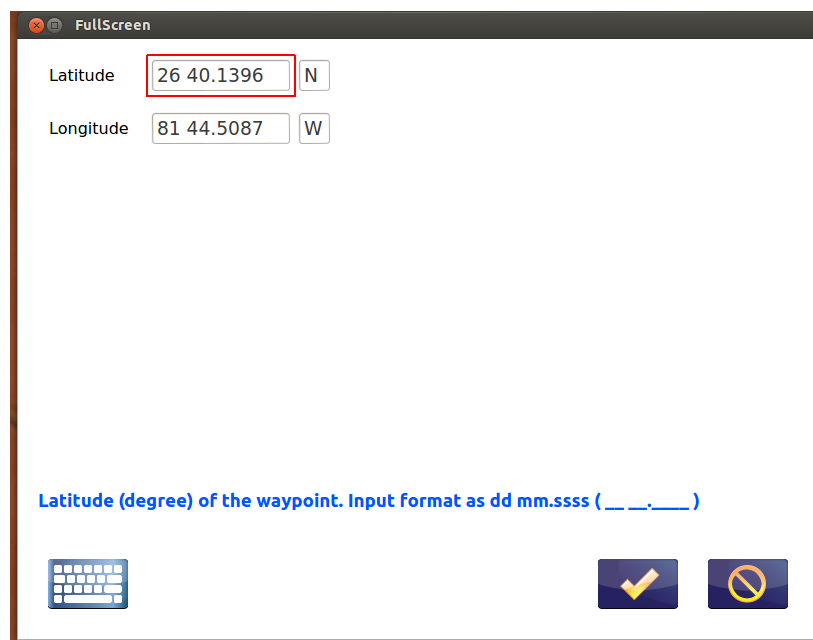 FullScreen
Latitude 26 40.1396 N
Longitude 81 44.5087 W
Latitude (degree) of the waypoint. Input format as dd mm.ssss ( __ __.____ )